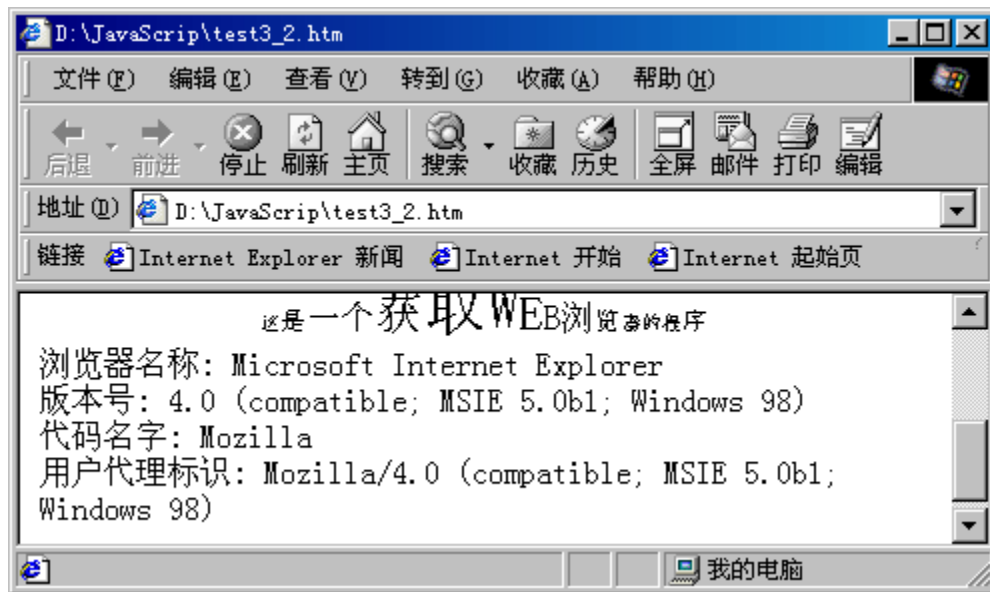 D:\JavaScrip\test3_2.htm
文件(F) 编辑(E) 查看(V) 转到(G) 收藏(A) 帮助(H)
后退 前进 停止 刷新 主页 搜索 收藏 历史 全屏 邮件 打印 编辑
地址(D) D:\JavaScrip\test3_2.htm
链接 Internet Explorer 新闻 Internet 开始 Internet 起始页
这是一个获取WEB浏览器的程序
浏览器名称: Microsoft Internet Explorer
版本号: 4.0 (compatible; MSIE 5.0b1; Windows 98)
代码名字: Mozilla
用户代理标识: Mozilla/4.0 (compatible; MSIE 5.0b1;
Windows 98)
我的电脑